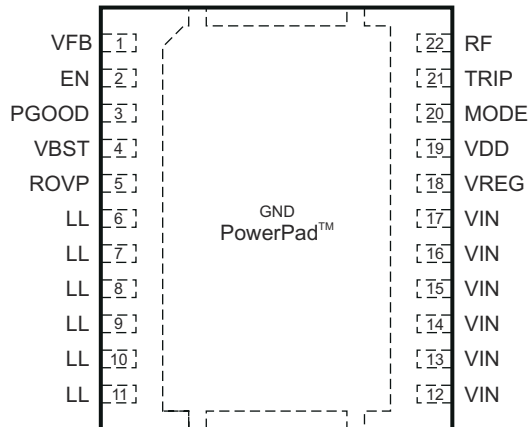 VFB 1 22 RF
EN 2 21 TRIP
PGOOD 3 20 MODE
VBST 4 19 VDD
ROVP 5 18 VREG
LL 6 GND 17 VIN
PowerPad™
LL 7 16 VIN
LL 8 15 VIN
LL 9 14 VIN
LL 10 13 VIN
LL 11 12 VIN